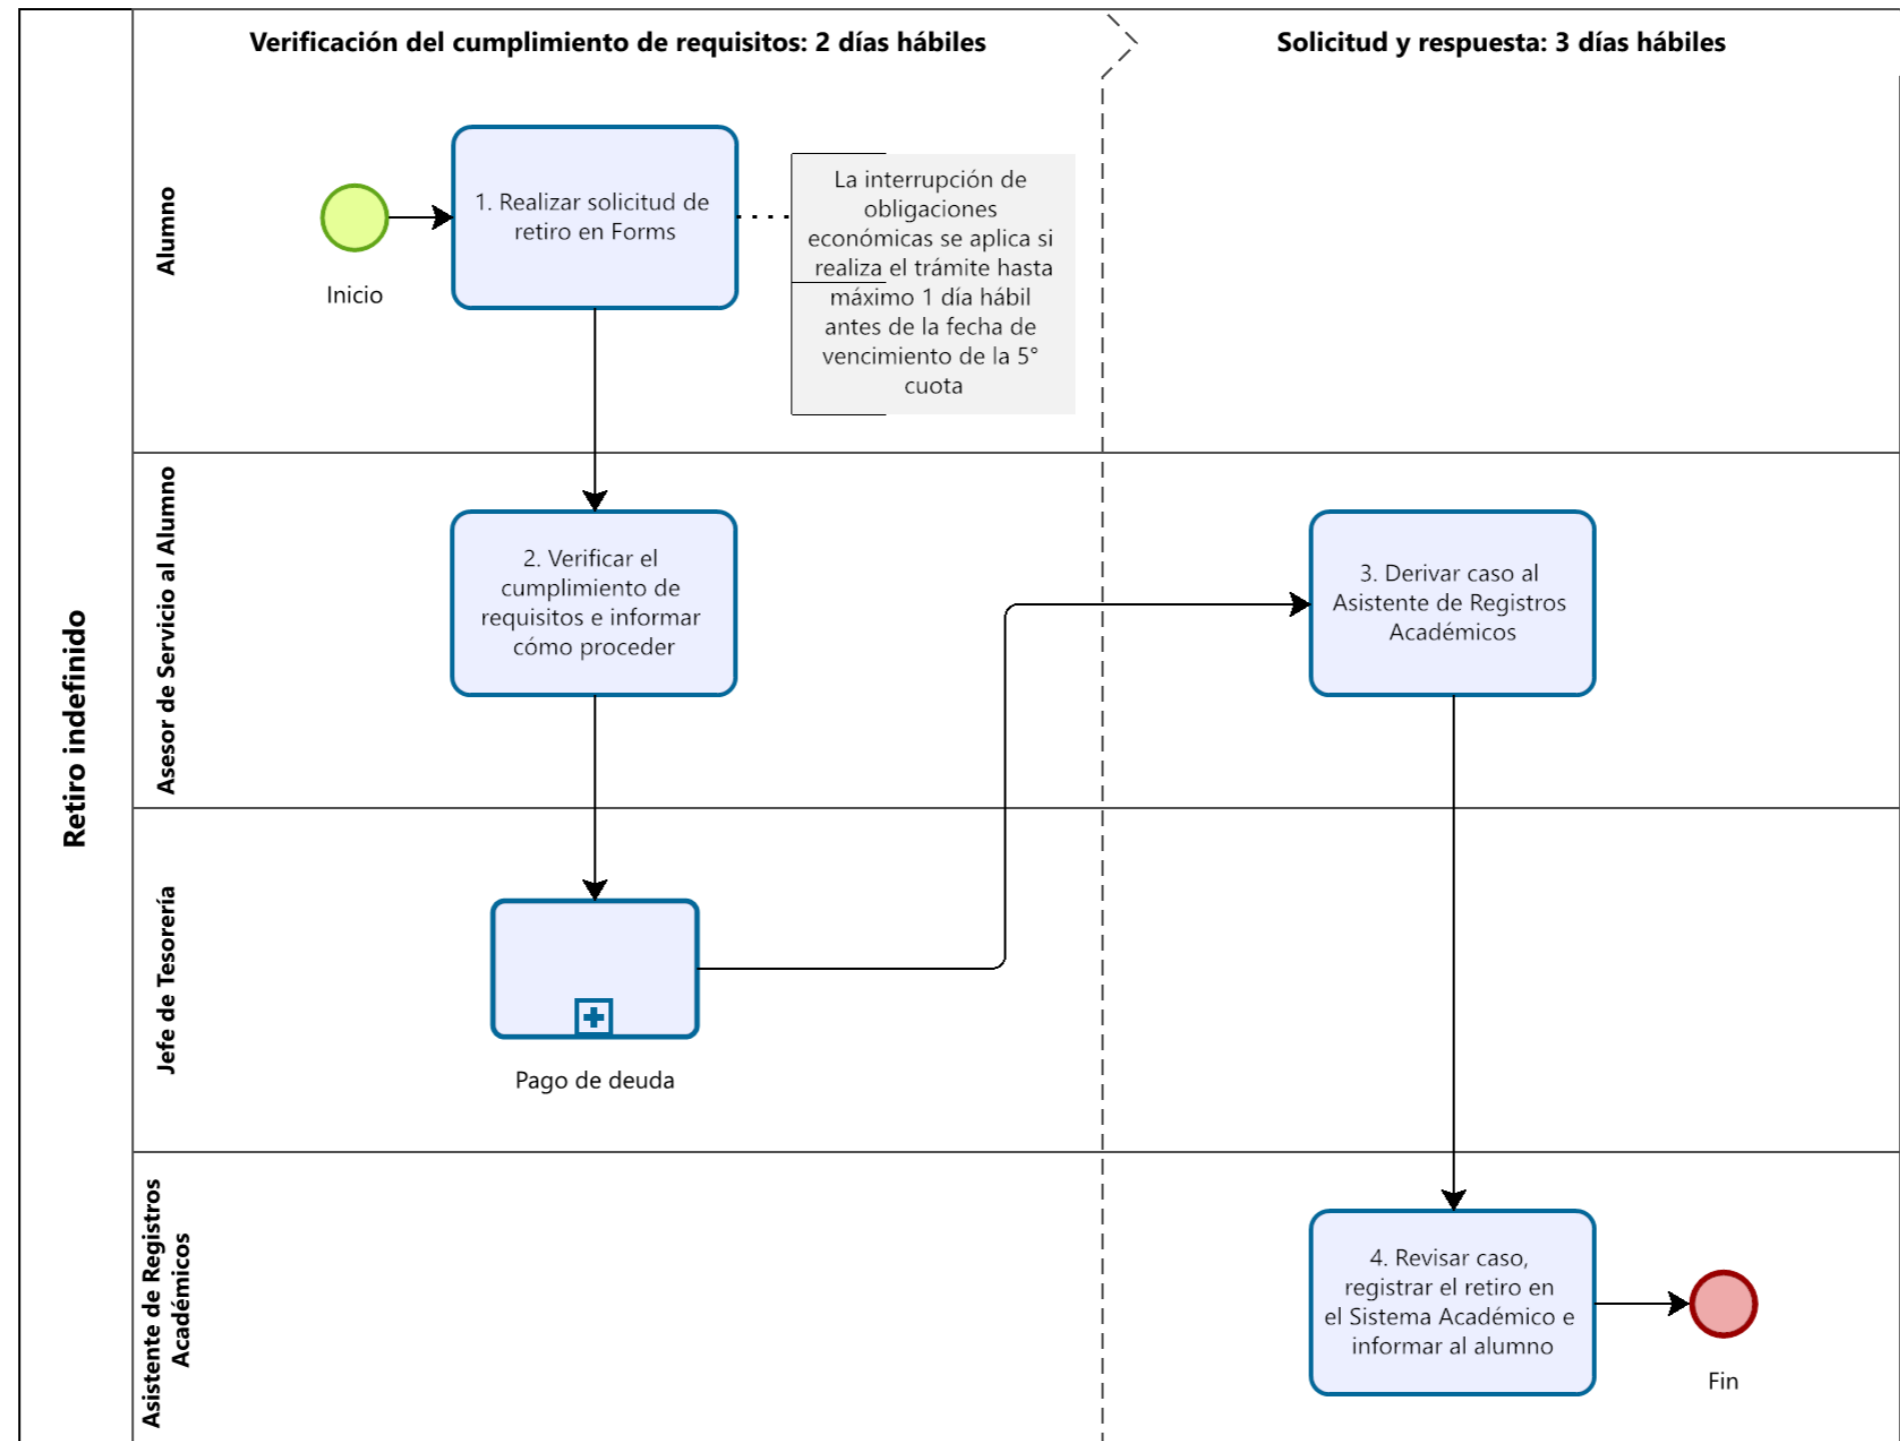 Verificación del cumplimiento de requisitos: 2 días hábiles
Solicitud y respuesta: 3 días hábiles
Retiro indefinido
Alumno
Inicio
1. Realizar solicitud de
retiro en Forms
La interrupción de
obligaciones
económicas se aplica si
realiza el trámite hasta
máximo 1 día hábil
antes de la fecha de
vencimiento de la 5°
cuota
Asesor de Servicio al Alumno
2. Verificar el
cumplimiento de
requisitos e informar
cómo proceder
3. Derivar caso al
Asistente de Registros
Académicos
Jefe de Tesorería
Pago de deuda
Asistente de Registros
Académicos
4. Revisar caso,
registrar el retiro en
el Sistema Académico e
informar al alumno
Fin